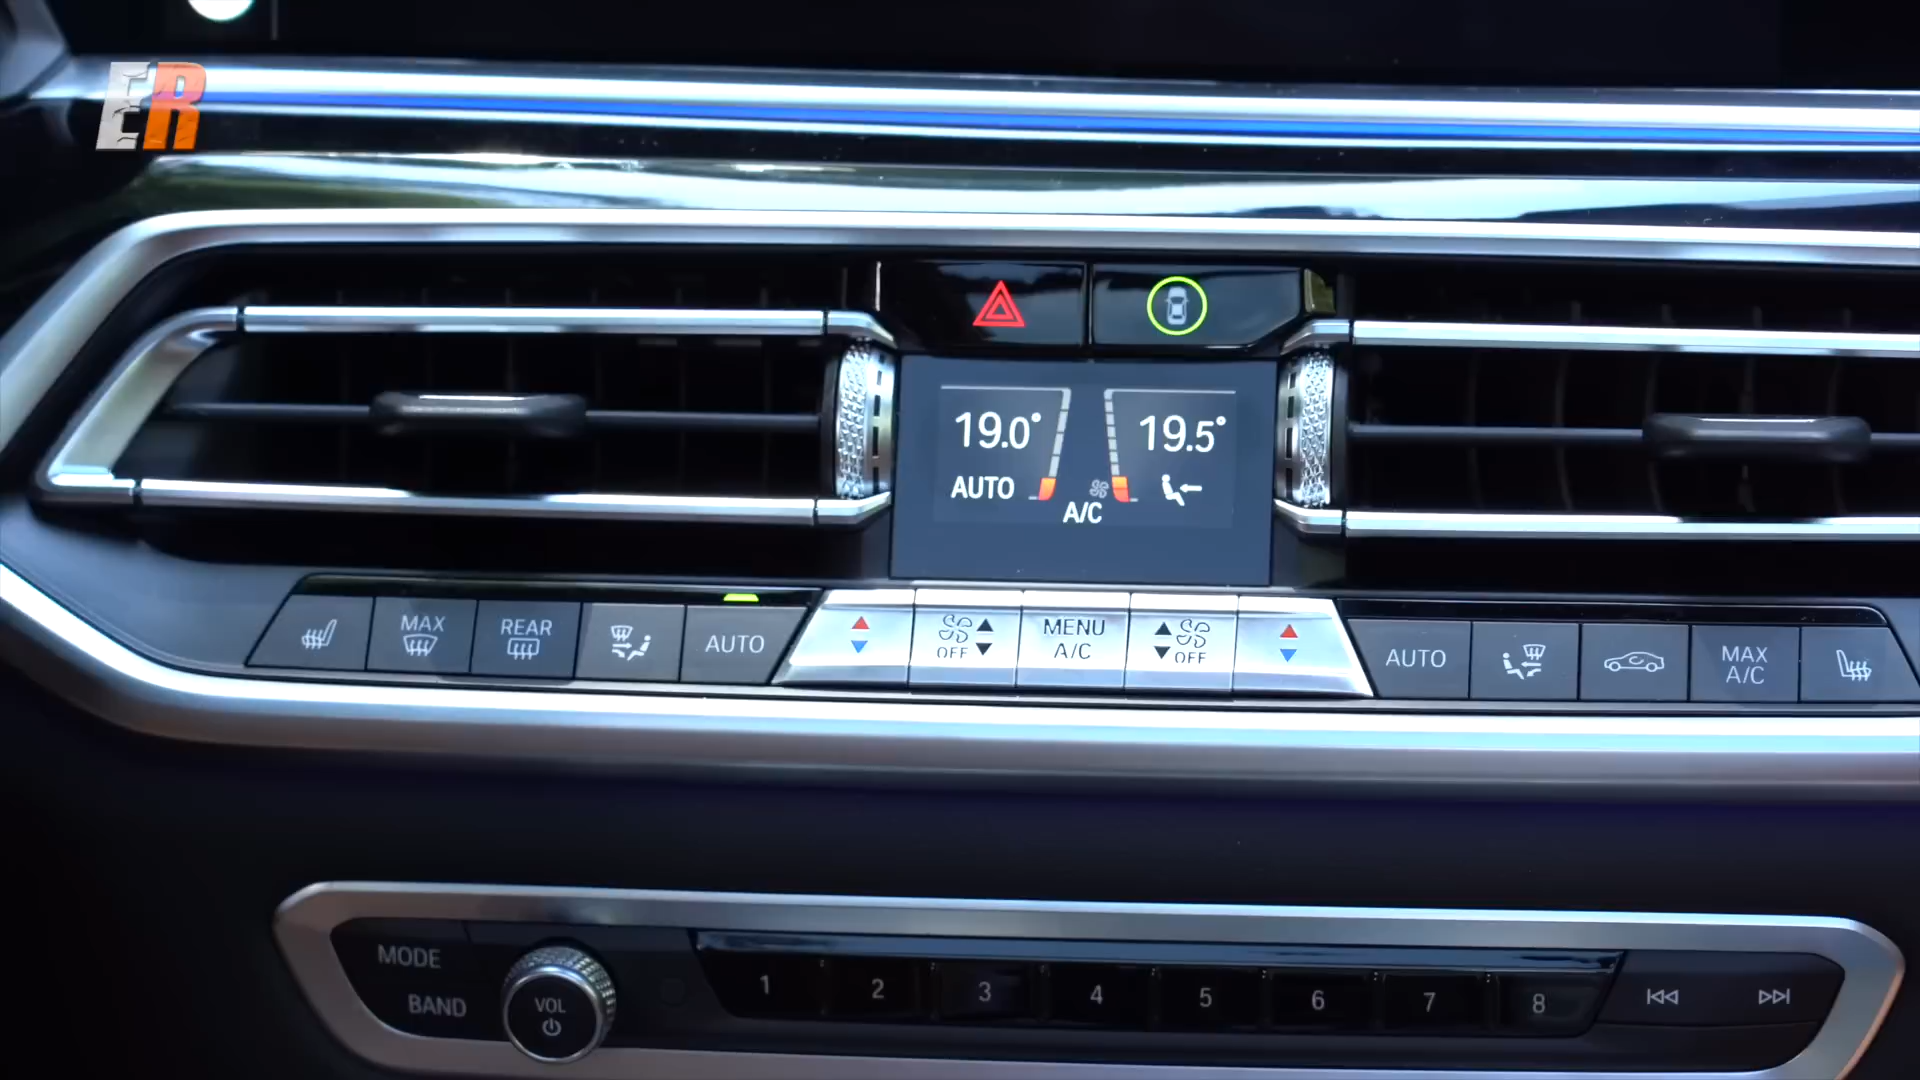 ER
19.0°
19.5°
AUTO
A/C
MAX
REAR
AUTO
OFF
MENU
A/C
OFF
AUTO
MAX
A/C
MODE
BAND
VOL
1 2 3 4 5 6 7 8